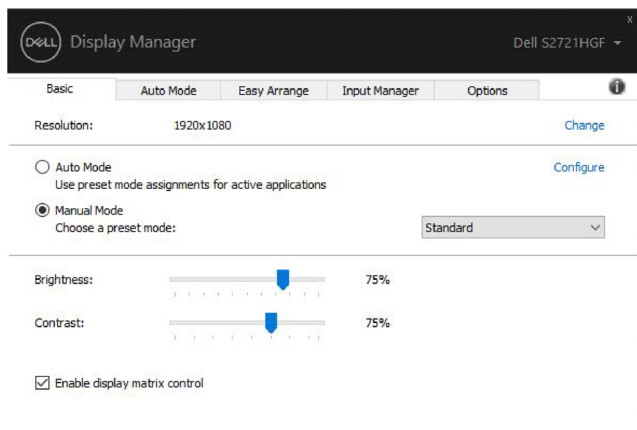 DELL Display Manager
x
Dell S2721HGF
Basic Auto Mode Easy Arrange Input Manager Options
Resolution: 1920x1080 Change
Auto Mode Configure
Use preset mode assignments for active applications
Manual Mode
Choose a preset mode: Standard
Brightness: 75%
Contrast: 75%
Enable display matrix control